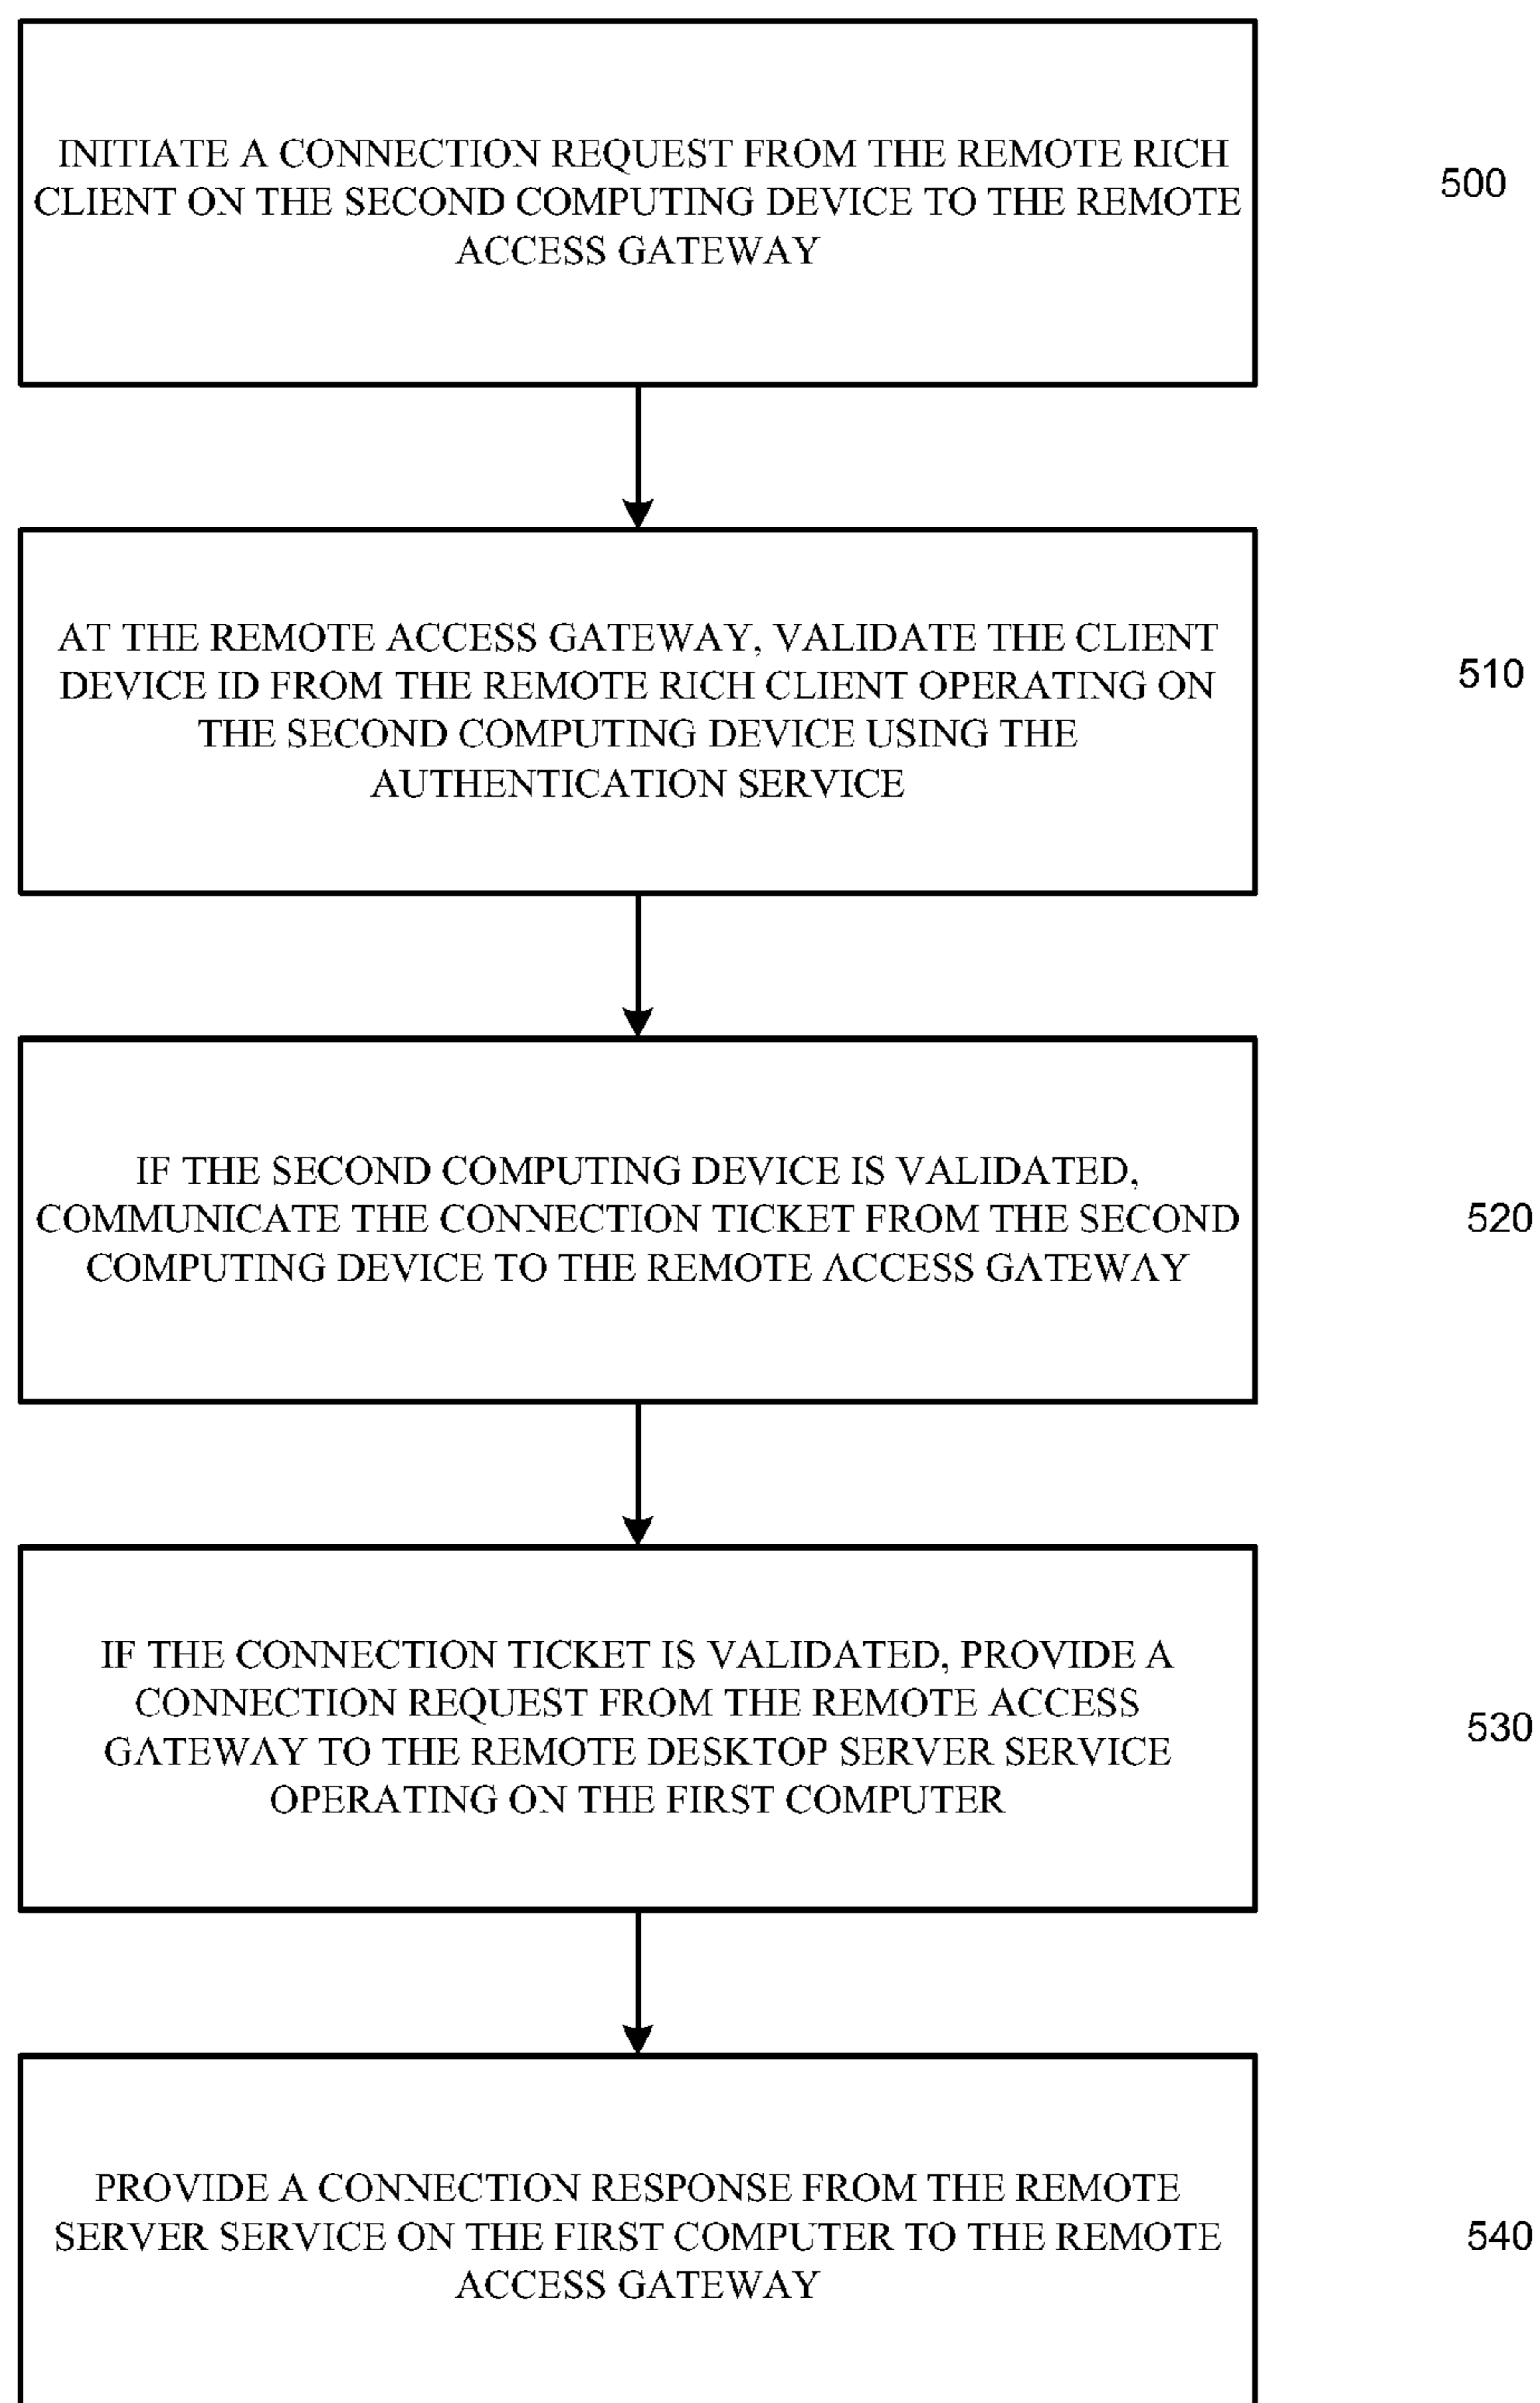 INITIATE A CONNECTION REQUEST FROM THE REMOTE RICH
CLIENT ON THE SECOND COMPUTING DEVICE TO THE REMOTE
ACCESS GATEWAY
500
AT THE REMOTE ACCESS GATEWAY, VALIDATE THE CLIENT
DEVICE ID FROM THE REMOTE RICH CLIENT OPERATING ON
THE SECOND COMPUTING DEVICE USING THE
AUTHENTICATION SERVICE
510
IF THE SECOND COMPUTING DEVICE IS VALIDATED,
COMMUNICATE THE CONNECTION TICKET FROM THE SECOND
COMPUTING DEVICE TO THE REMOTE ACCESS GATEWAY
520
IF THE CONNECTION TICKET IS VALIDATED, PROVIDE A
CONNECTION REQUEST FROM THE REMOTE ACCESS
GATEWAY TO THE REMOTE DESKTOP SERVER SERVICE
OPERATING ON THE FIRST COMPUTER
530
PROVIDE A CONNECTION RESPONSE FROM THE REMOTE
SERVER SERVICE ON THE FIRST COMPUTER TO THE REMOTE
ACCESS GATEWAY
540